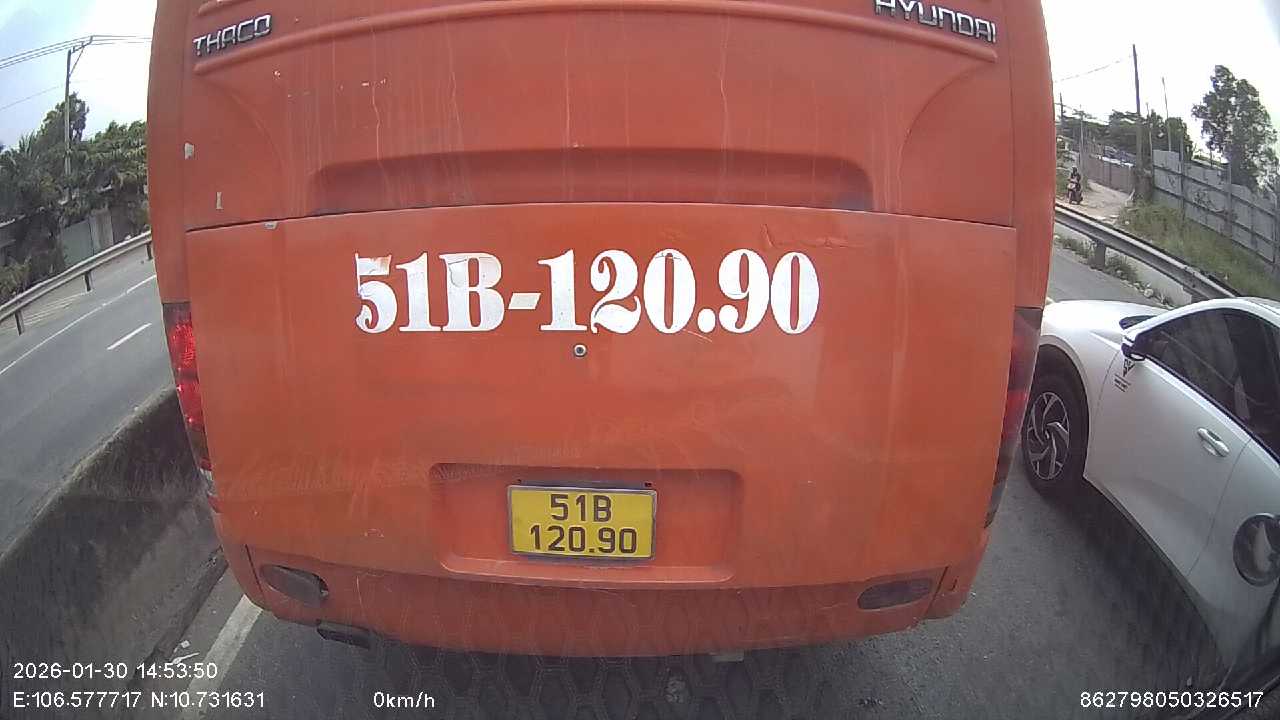 THACO
HYUNDAI
51B-120.90
51B
120.90
2026-01-30 14:53:50
E:106.577717 N:10.731631
0km/h
862798050326517